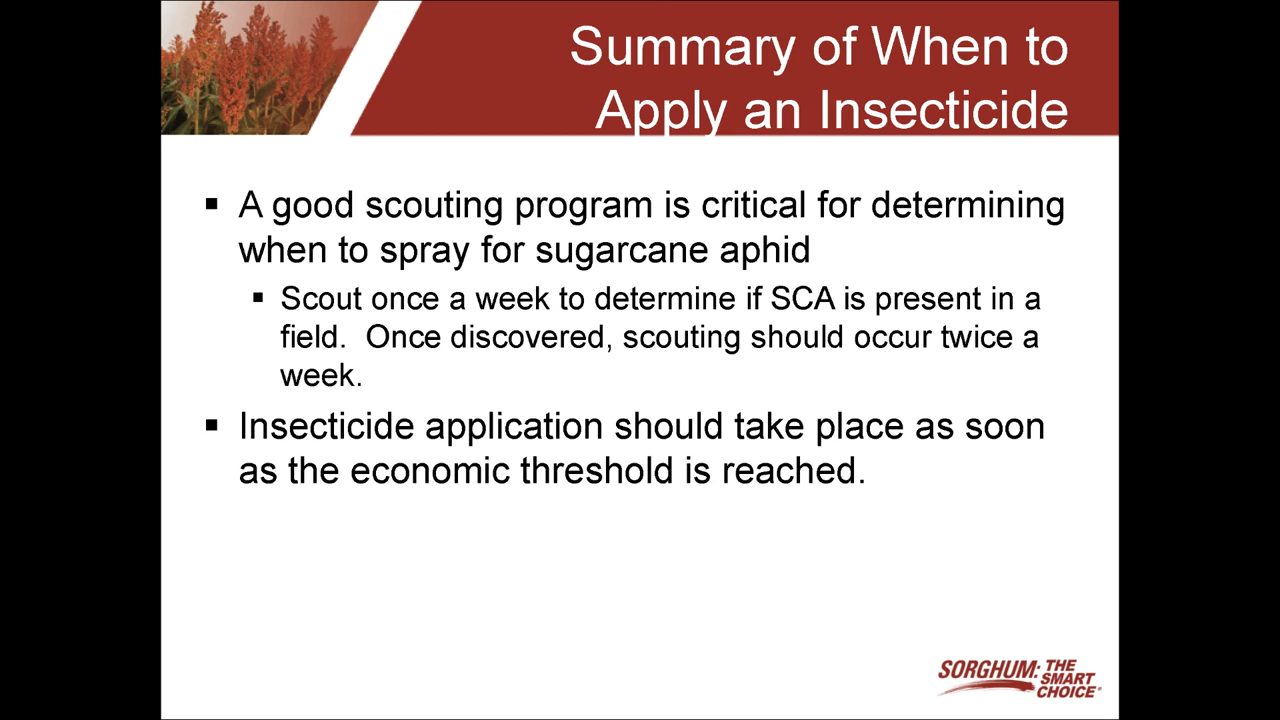 Summary of When to
Apply an Insecticide
▪ A good scouting program is critical for determining
when to spray for sugarcane aphid
▪ Scout once a week to determine if SCA is present in a
field.  Once discovered, scouting should occur twice a
week.
▪ Insecticide application should take place as soon
as the economic threshold is reached.
SORGHUM: THE
SMART
CHOICE®